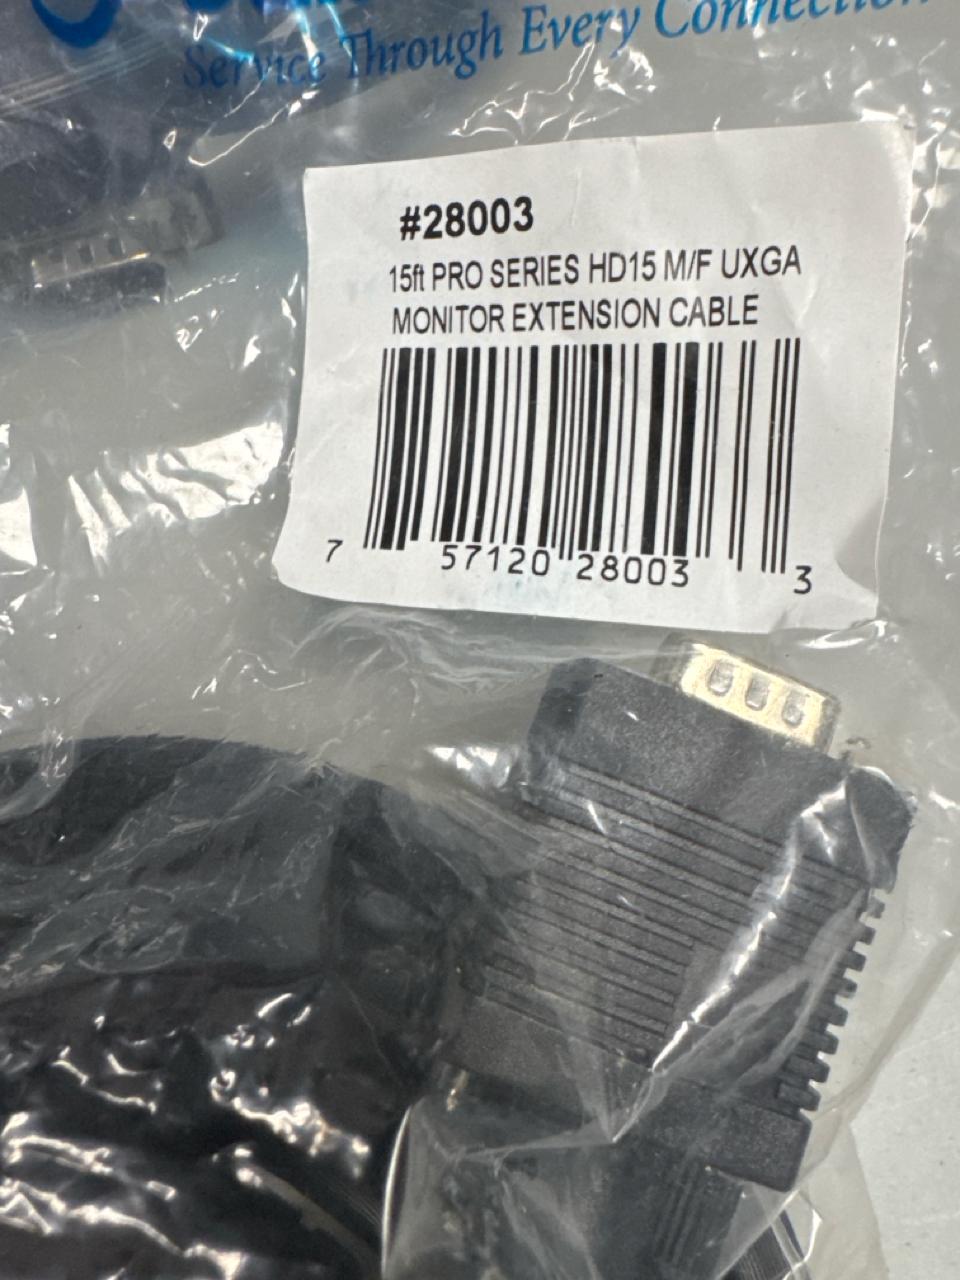 Service Through Every Connection
#28003
15ft PRO SERIES HD15 M/F UXGA
MONITOR EXTENSION CABLE
7 57120 28003 3